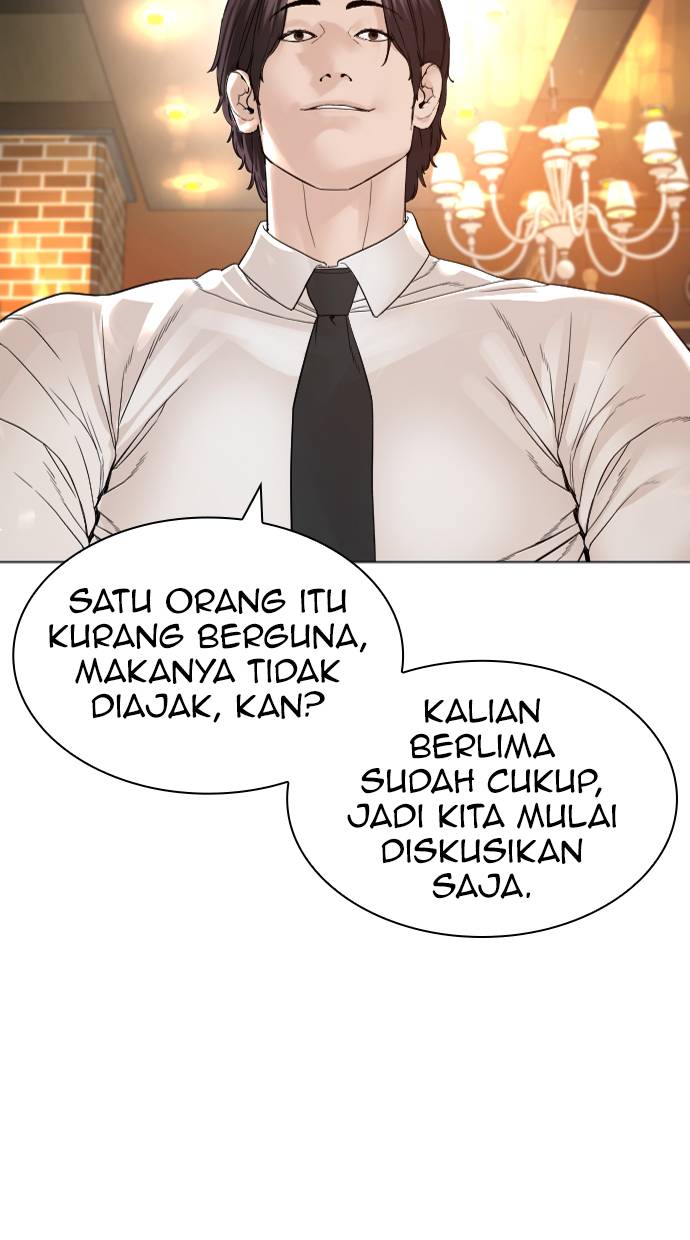 SATU ORANG ITU
KURANG BERGUNA,
MAKANYA TIDAK
DIAJAK, KAN?
KALIAN
BERLIMA
SUDAH CUKUP,
JADI KITA MULAI
DISKUSIKAN
SAJA.